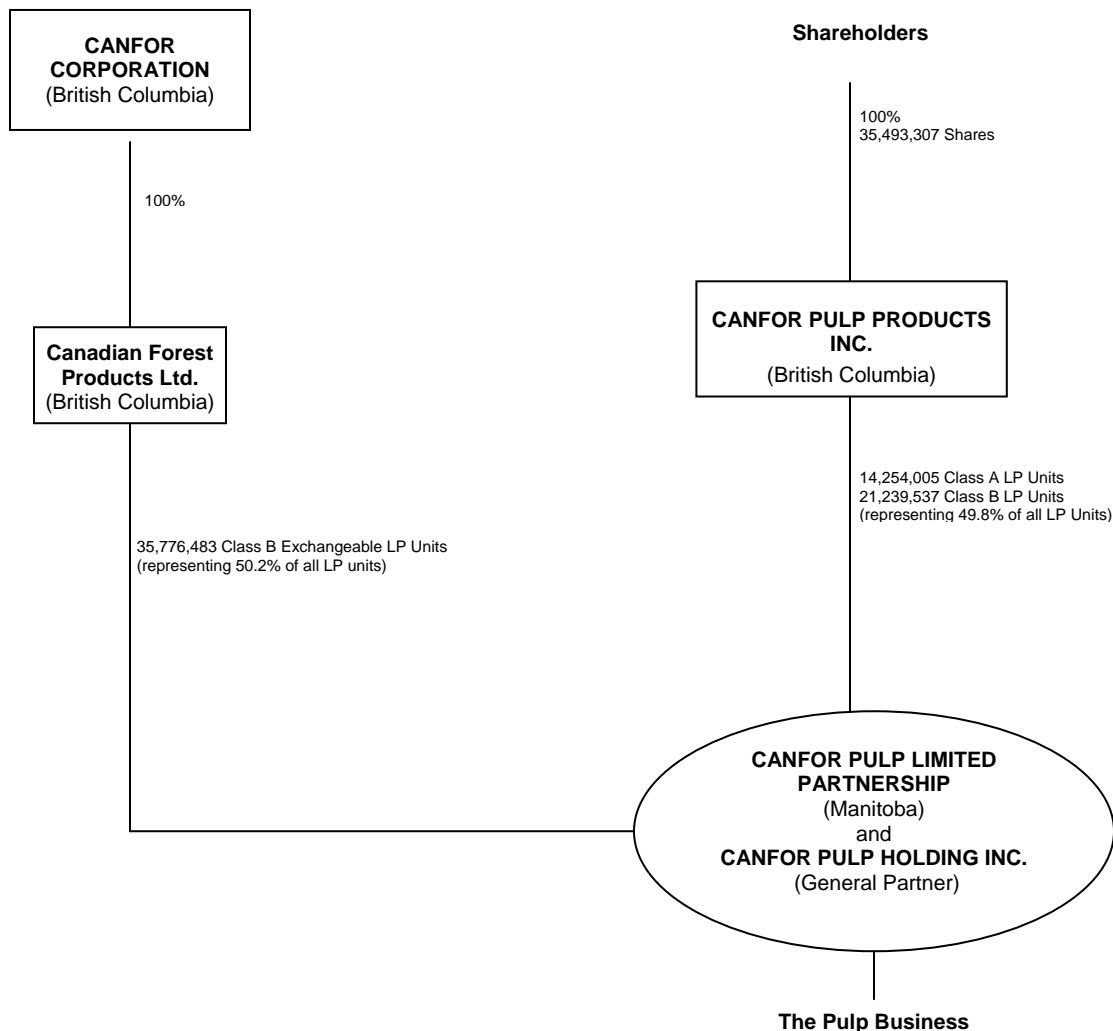 CANFOR
CORPORATION
(British Columbia)
Shareholders
100%
35,493,307 Shares
100%
Canadian Forest
Products Ltd.
(British Columbia)
CANFOR PULP PRODUCTS
INC.
(British Columbia)
14,254,005 Class A LP Units
21,239,537 Class B LP Units
(representing 49.8% of all LP Units)
35,776,483 Class B Exchangeable LP Units
(representing 50.2% of all LP units)
CANFOR PULP LIMITED
PARTNERSHIP
(Manitoba)
and
CANFOR PULP HOLDING INC.
(General Partner)
The Pulp Business